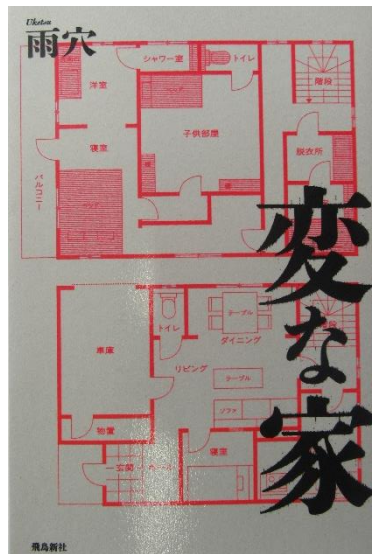 Uketsu
雨穴
シャワー室
トイレ
階段
洋室
子供部屋
脱衣所
寝室
ベッド
バルコニー
変な家
トイレ
テーブル
ダイニング
車庫
リビング
テーブル
ソファ
物置
玄関
寝室
飛鳥新社